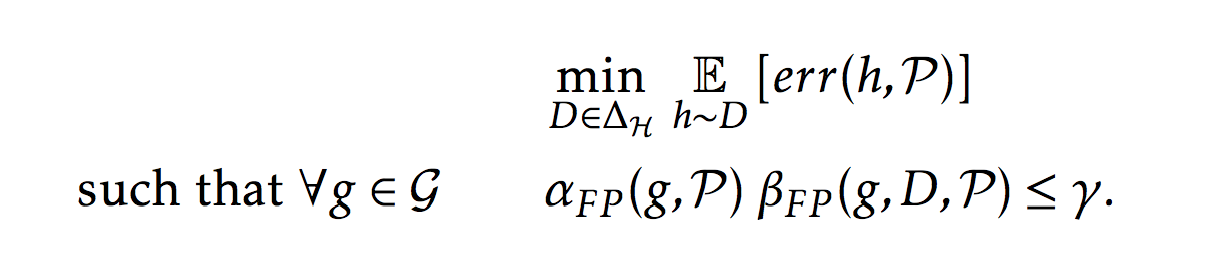 min 𝔼 [err(h, 𝒫)]
D∈Δ_ℋ h∼D
such that ∀g ∈ 𝒢 α_FP(g, 𝒫) β_FP(g, D, 𝒫) ≤ γ.